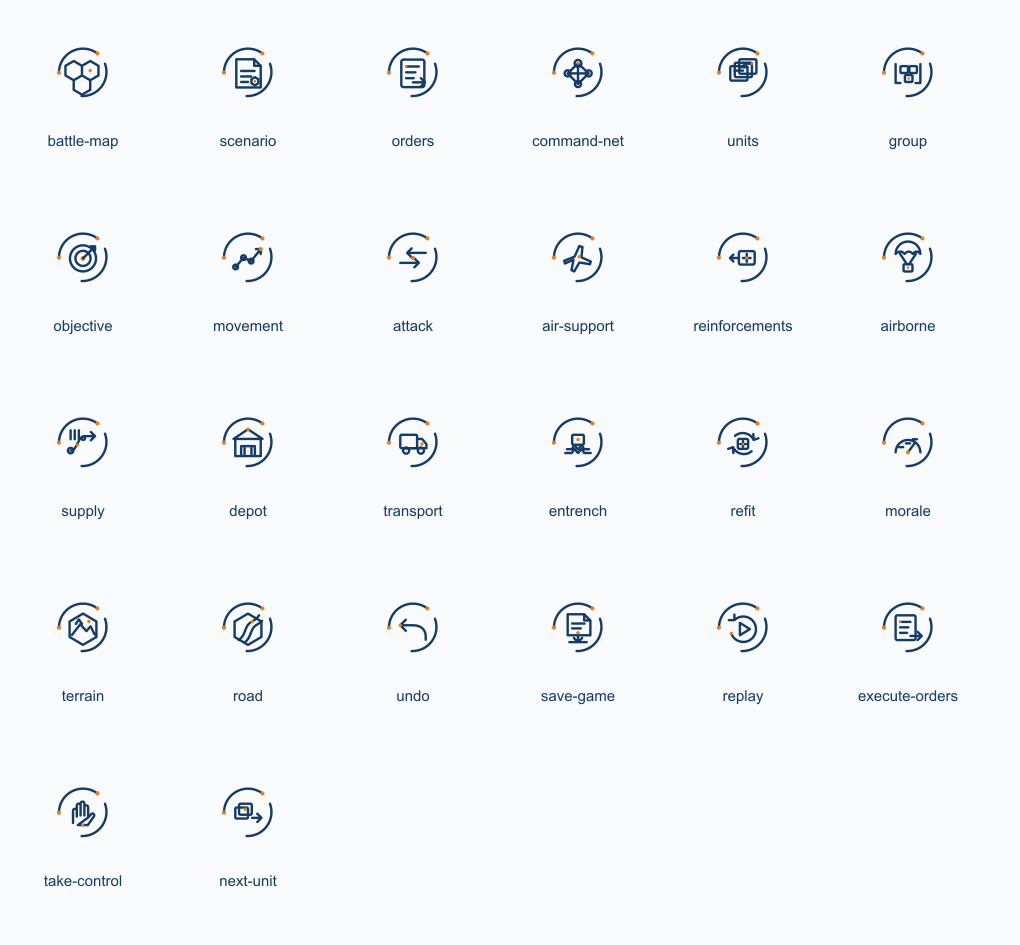 battle-map
scenario
orders
command-net
units
group
objective
movement
attack
air-support
reinforcements
airborne
supply
depot
transport
entrench
refit
morale
terrain
road
undo
save-game
replay
execute-orders
take-control
next-unit